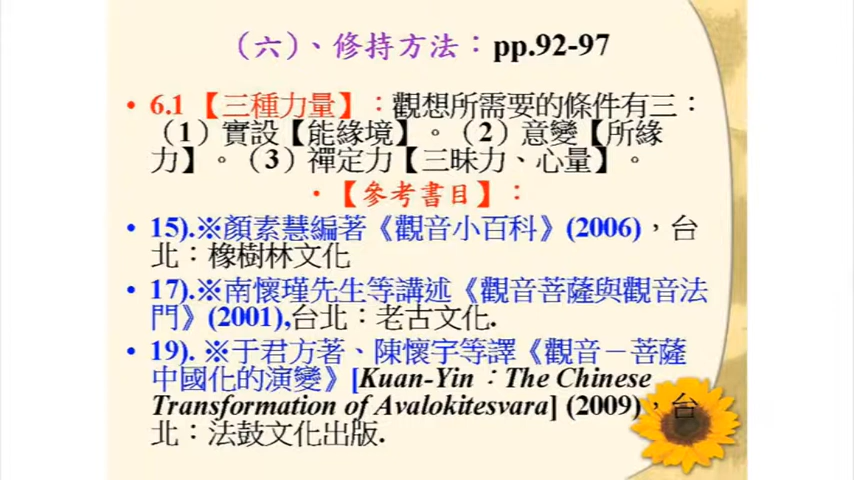 （六）、修持方法：pp.92-97
• 6.1【三種力量】：觀想所需要的條件有三：
（1）實設【能緣境】。（2）意變【所緣
力】。（3）禪定力【三昧力、心量】。
•【參考書目】：
• 15).※顏素慧編著《觀音小百科》(2006)，台
北：橡樹林文化
• 17).※南懷瑾先生等講述《觀音菩薩與觀音法
門》(2001),台北：老古文化.
• 19). ※于君方著、陳懷宇等譯《觀音－菩薩
中國化的演變》[Kuan-Yin：The Chinese
Transformation of Avalokitesvara] (2009)，台
北：法鼓文化出版.